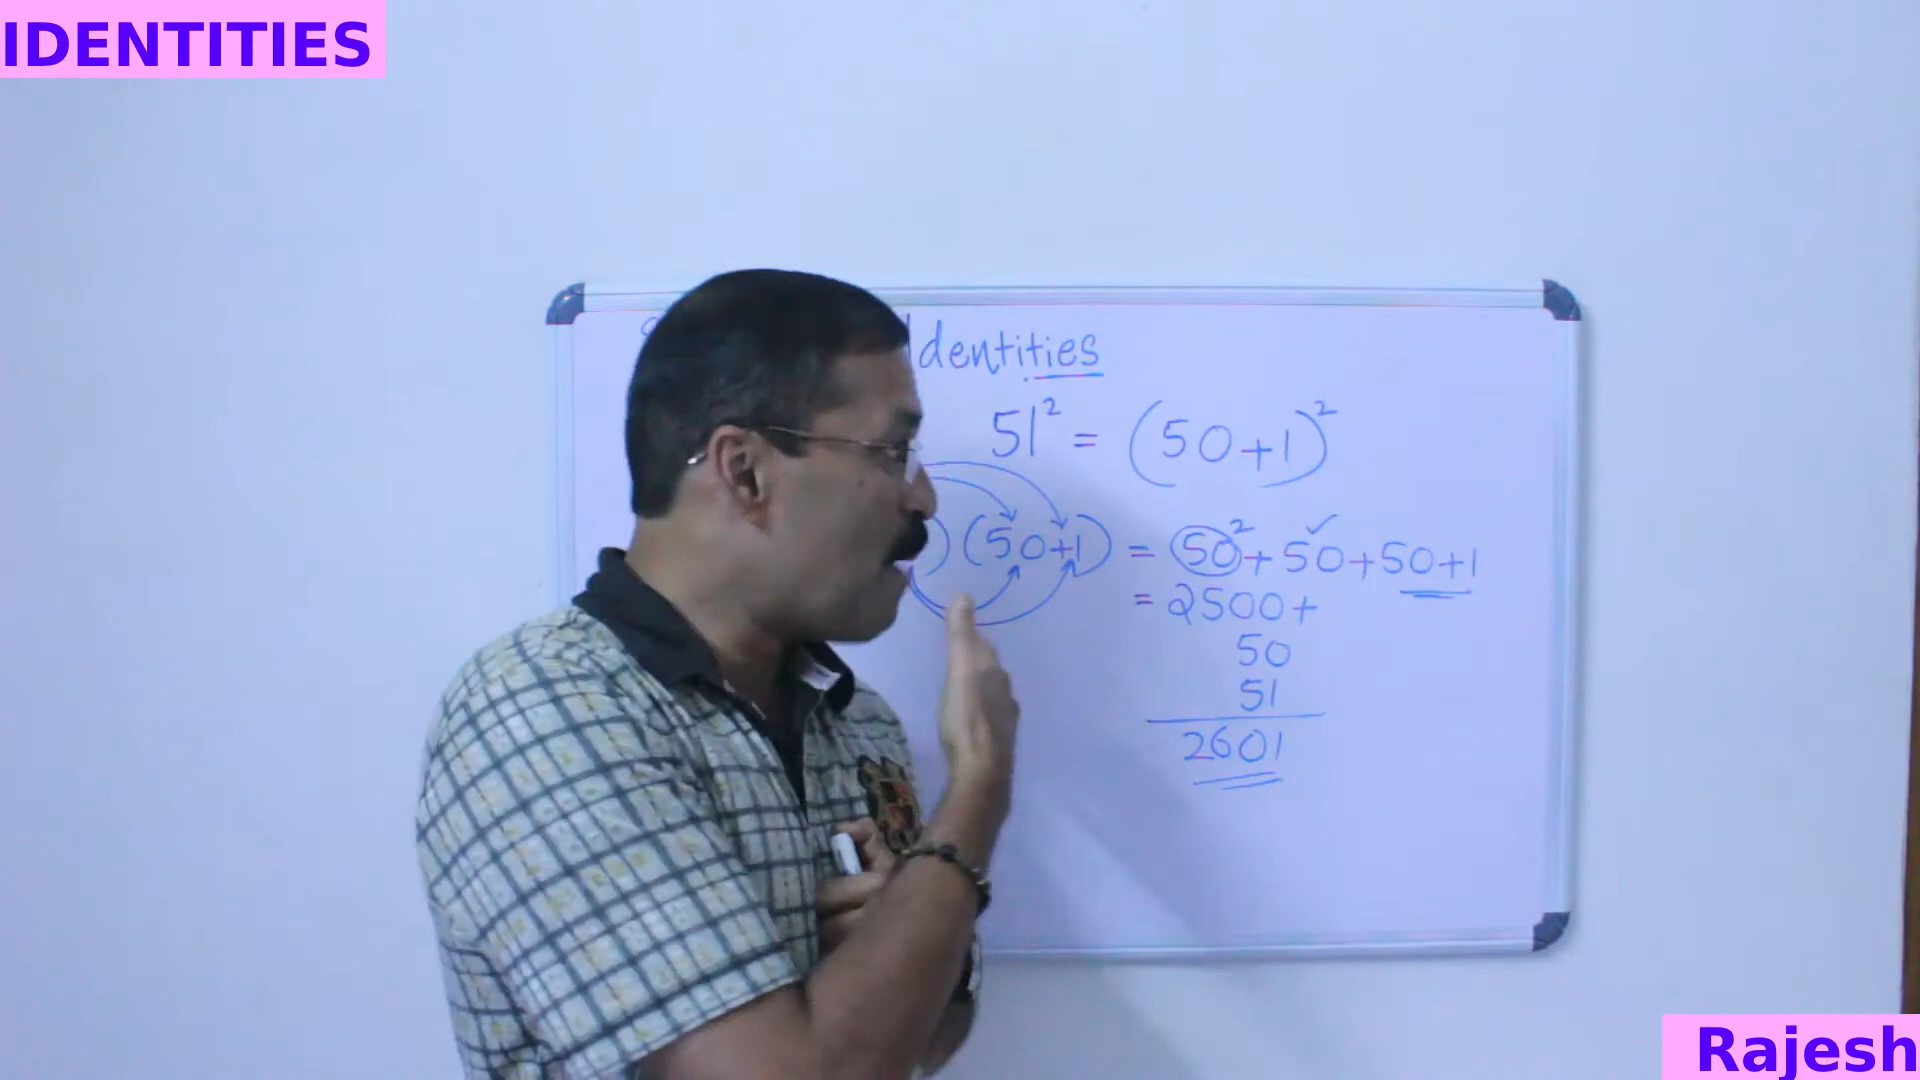 IDENTITIES
Identities
51² = (50+1)²
) (50+1) = 50² + 50 + 50+1
= 2500+
50
51
2601
Rajesh